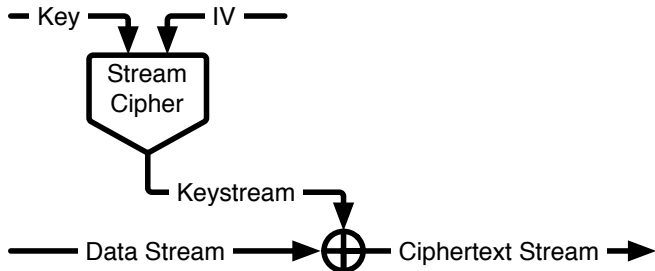 Key
IV
Stream
Cipher
Keystream
Data Stream
Ciphertext Stream